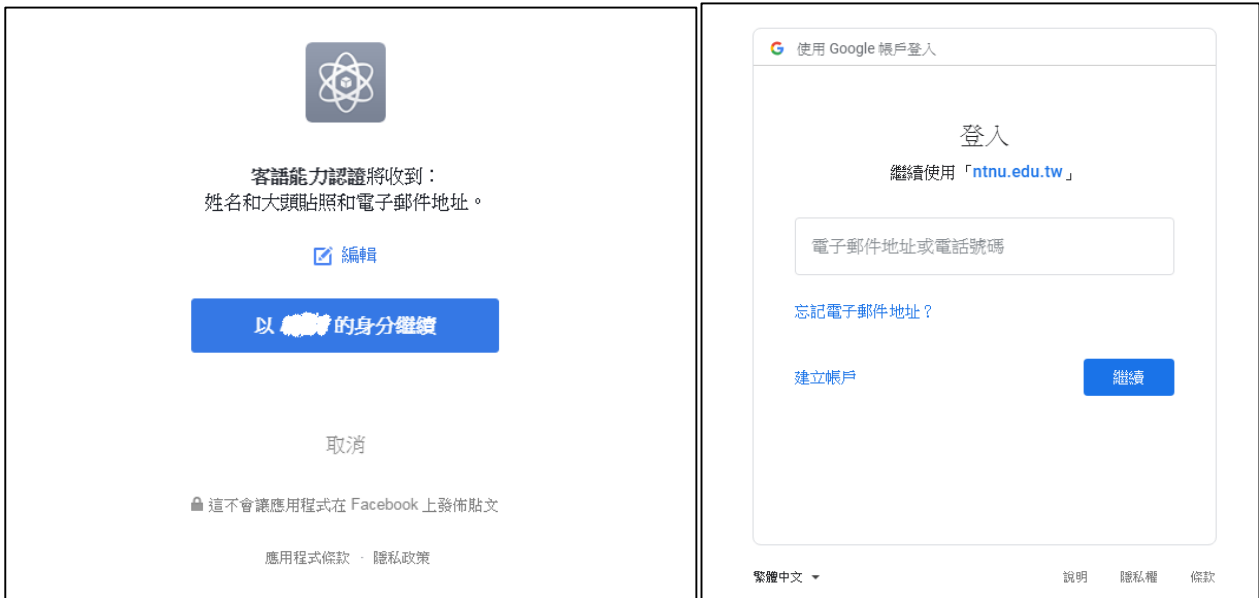 客語能力認證將收到：
姓名和大頭貼照和電子郵件地址。
編輯
以 的身分繼續
取消
這不會讓應用程式在 Facebook 上發佈貼文
應用程式條款 · 隱私政策
使用 Google 帳戶登入
登入
繼續使用「ntnu.edu.tw」
電子郵件地址或電話號碼
忘記電子郵件地址？
建立帳戶
繼續
繁體中文
說明 隱私權 條款